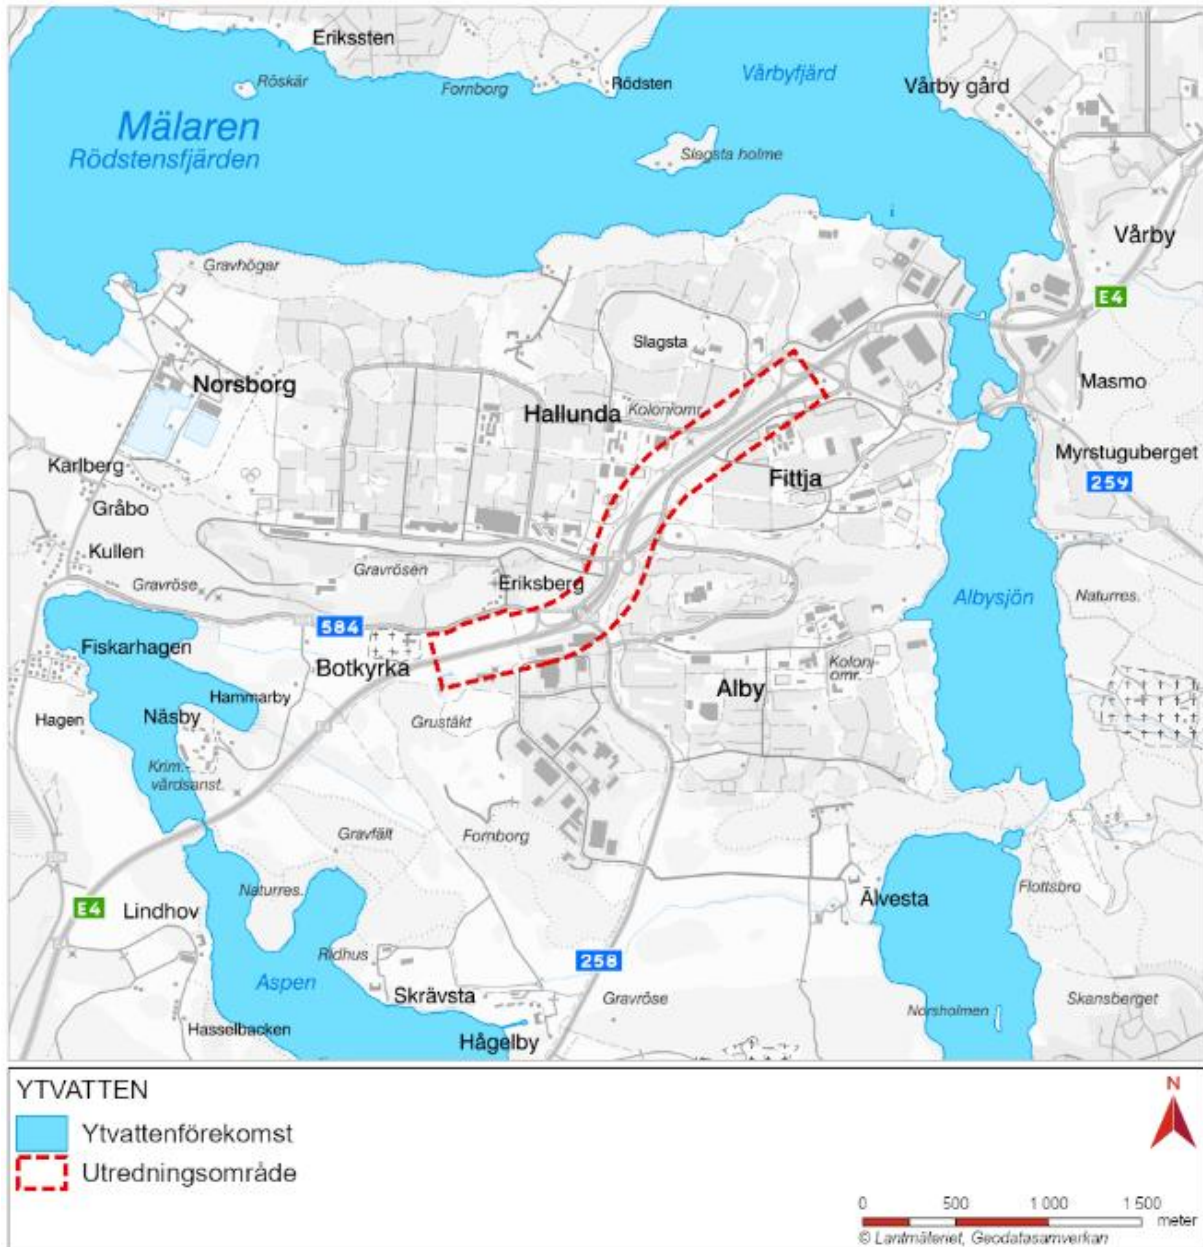 Erikssten
Röskär
Fornborg
Rödsten
Vårbyfjärd
Vårby gård
Mälaren
Rödstensfjärden
Slagsta holme
Vårby
Gravhögar
E4
Slagsta
Norsborg
Hallunda
Koloniomr.
Masmo
Karlberg
Fittja
Myrstuguberget
259
Gråbo
Kullen
Gravröse
Gravrösen
Eriksberg
Albysjön
Naturres.
584
Fiskarhagen
Botkyrka
Hammarby
Alby
Koloni-
omr.
Hagen
Näsby
Grustäkt
Krim.-
vårdsanst.
Gravfält
Fornborg
Naturres.
Älvesta
Flottsbro
E4
Lindhov
Ridhus
258
Aspen
Skrävsta
Gravröse
Norsholmen
Skansberget
Hasselbacken
Hågelby
YTVATTEN
Ytvattenförekomst
Utredningsområde
N
0 500 1 000 1 500
meter
© Lantmäteriet, Geodatasamverkan